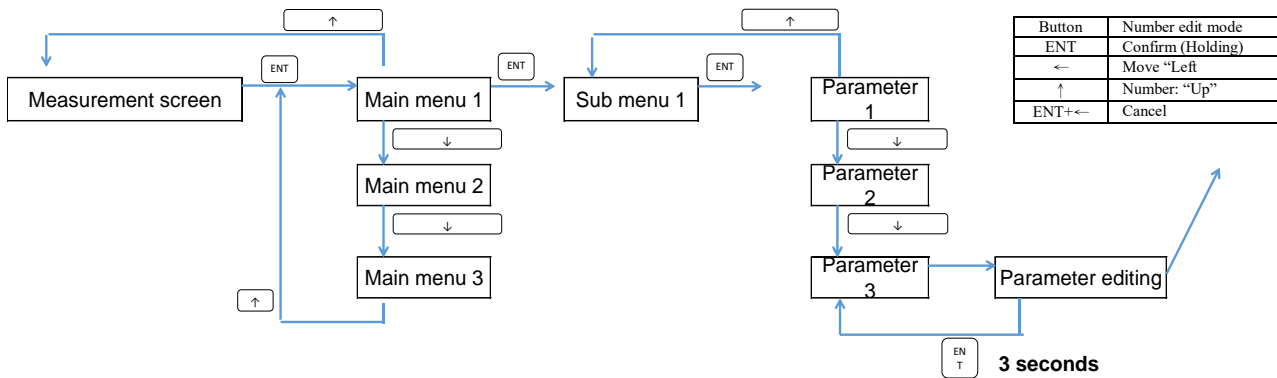 ↑
↑
ENT
ENT
ENT
Measurement screen
Main menu 1
Sub menu 1
Parameter
1
↓
↓
Main menu 2
Parameter
2
↓
↓
Main menu 3
Parameter
3
Parameter editing
↑
EN
T
3 seconds
Button Number edit mode
ENT Confirm (Holding)
← Move “Left
↑ Number: “Up”
ENT+← Cancel